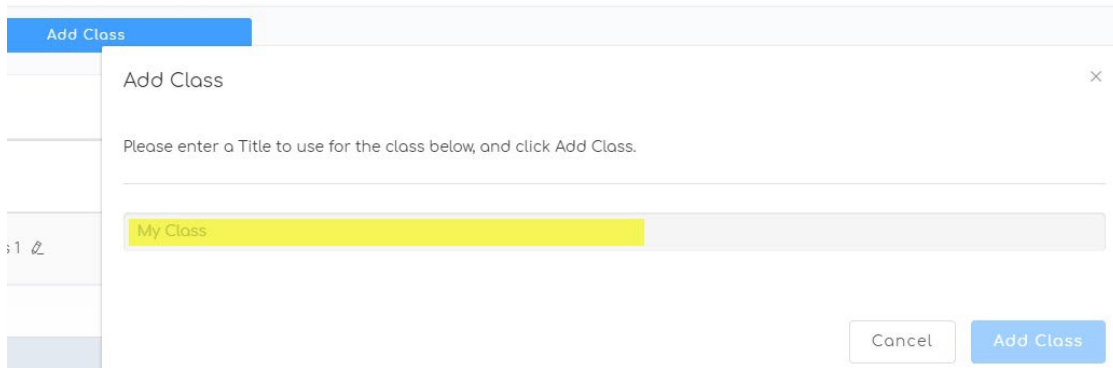 Add Class
Add Class
Please enter a Title to use for the class below, and click Add Class.
My Class
s 1
Cancel
Add Class